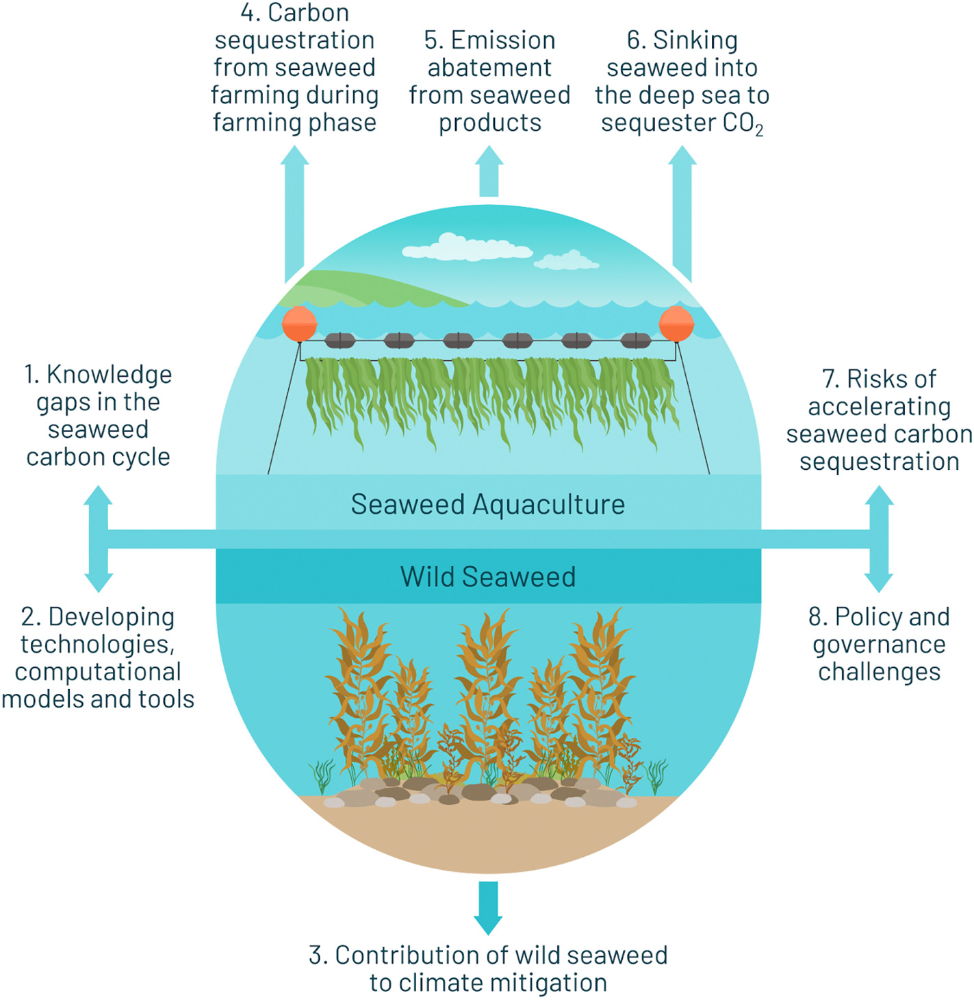 4. Carbon
sequestration
from seaweed
farming during
farming phase
5. Emission
abatement
from seaweed
products
6. Sinking
seaweed into
the deep sea to
sequester CO₂
1. Knowledge
gaps in the
seaweed
carbon cycle
7. Risks of
accelerating
seaweed carbon
sequestration
Seaweed Aquaculture
Wild Seaweed
2. Developing
technologies,
computational
models and tools
8. Policy and
governance
challenges
3. Contribution of wild seaweed
to climate mitigation